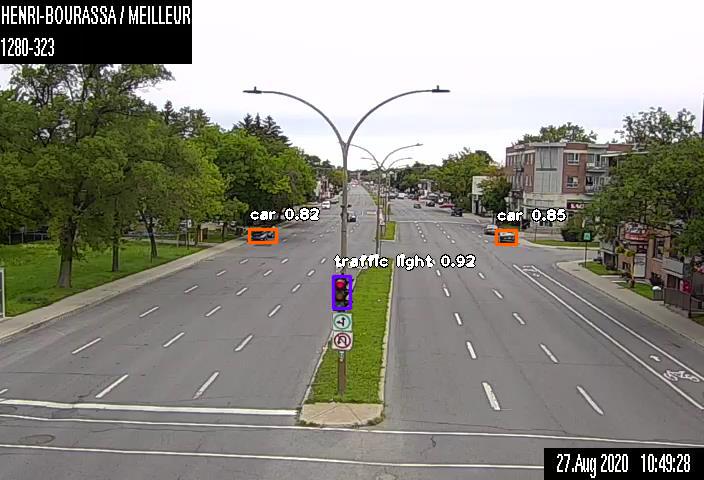 HENRI-BOURASSA / MEILLEUR
1280-323
car 0.82
car 0.85
traffic light 0.92
27.Aug 2020 10:49:28